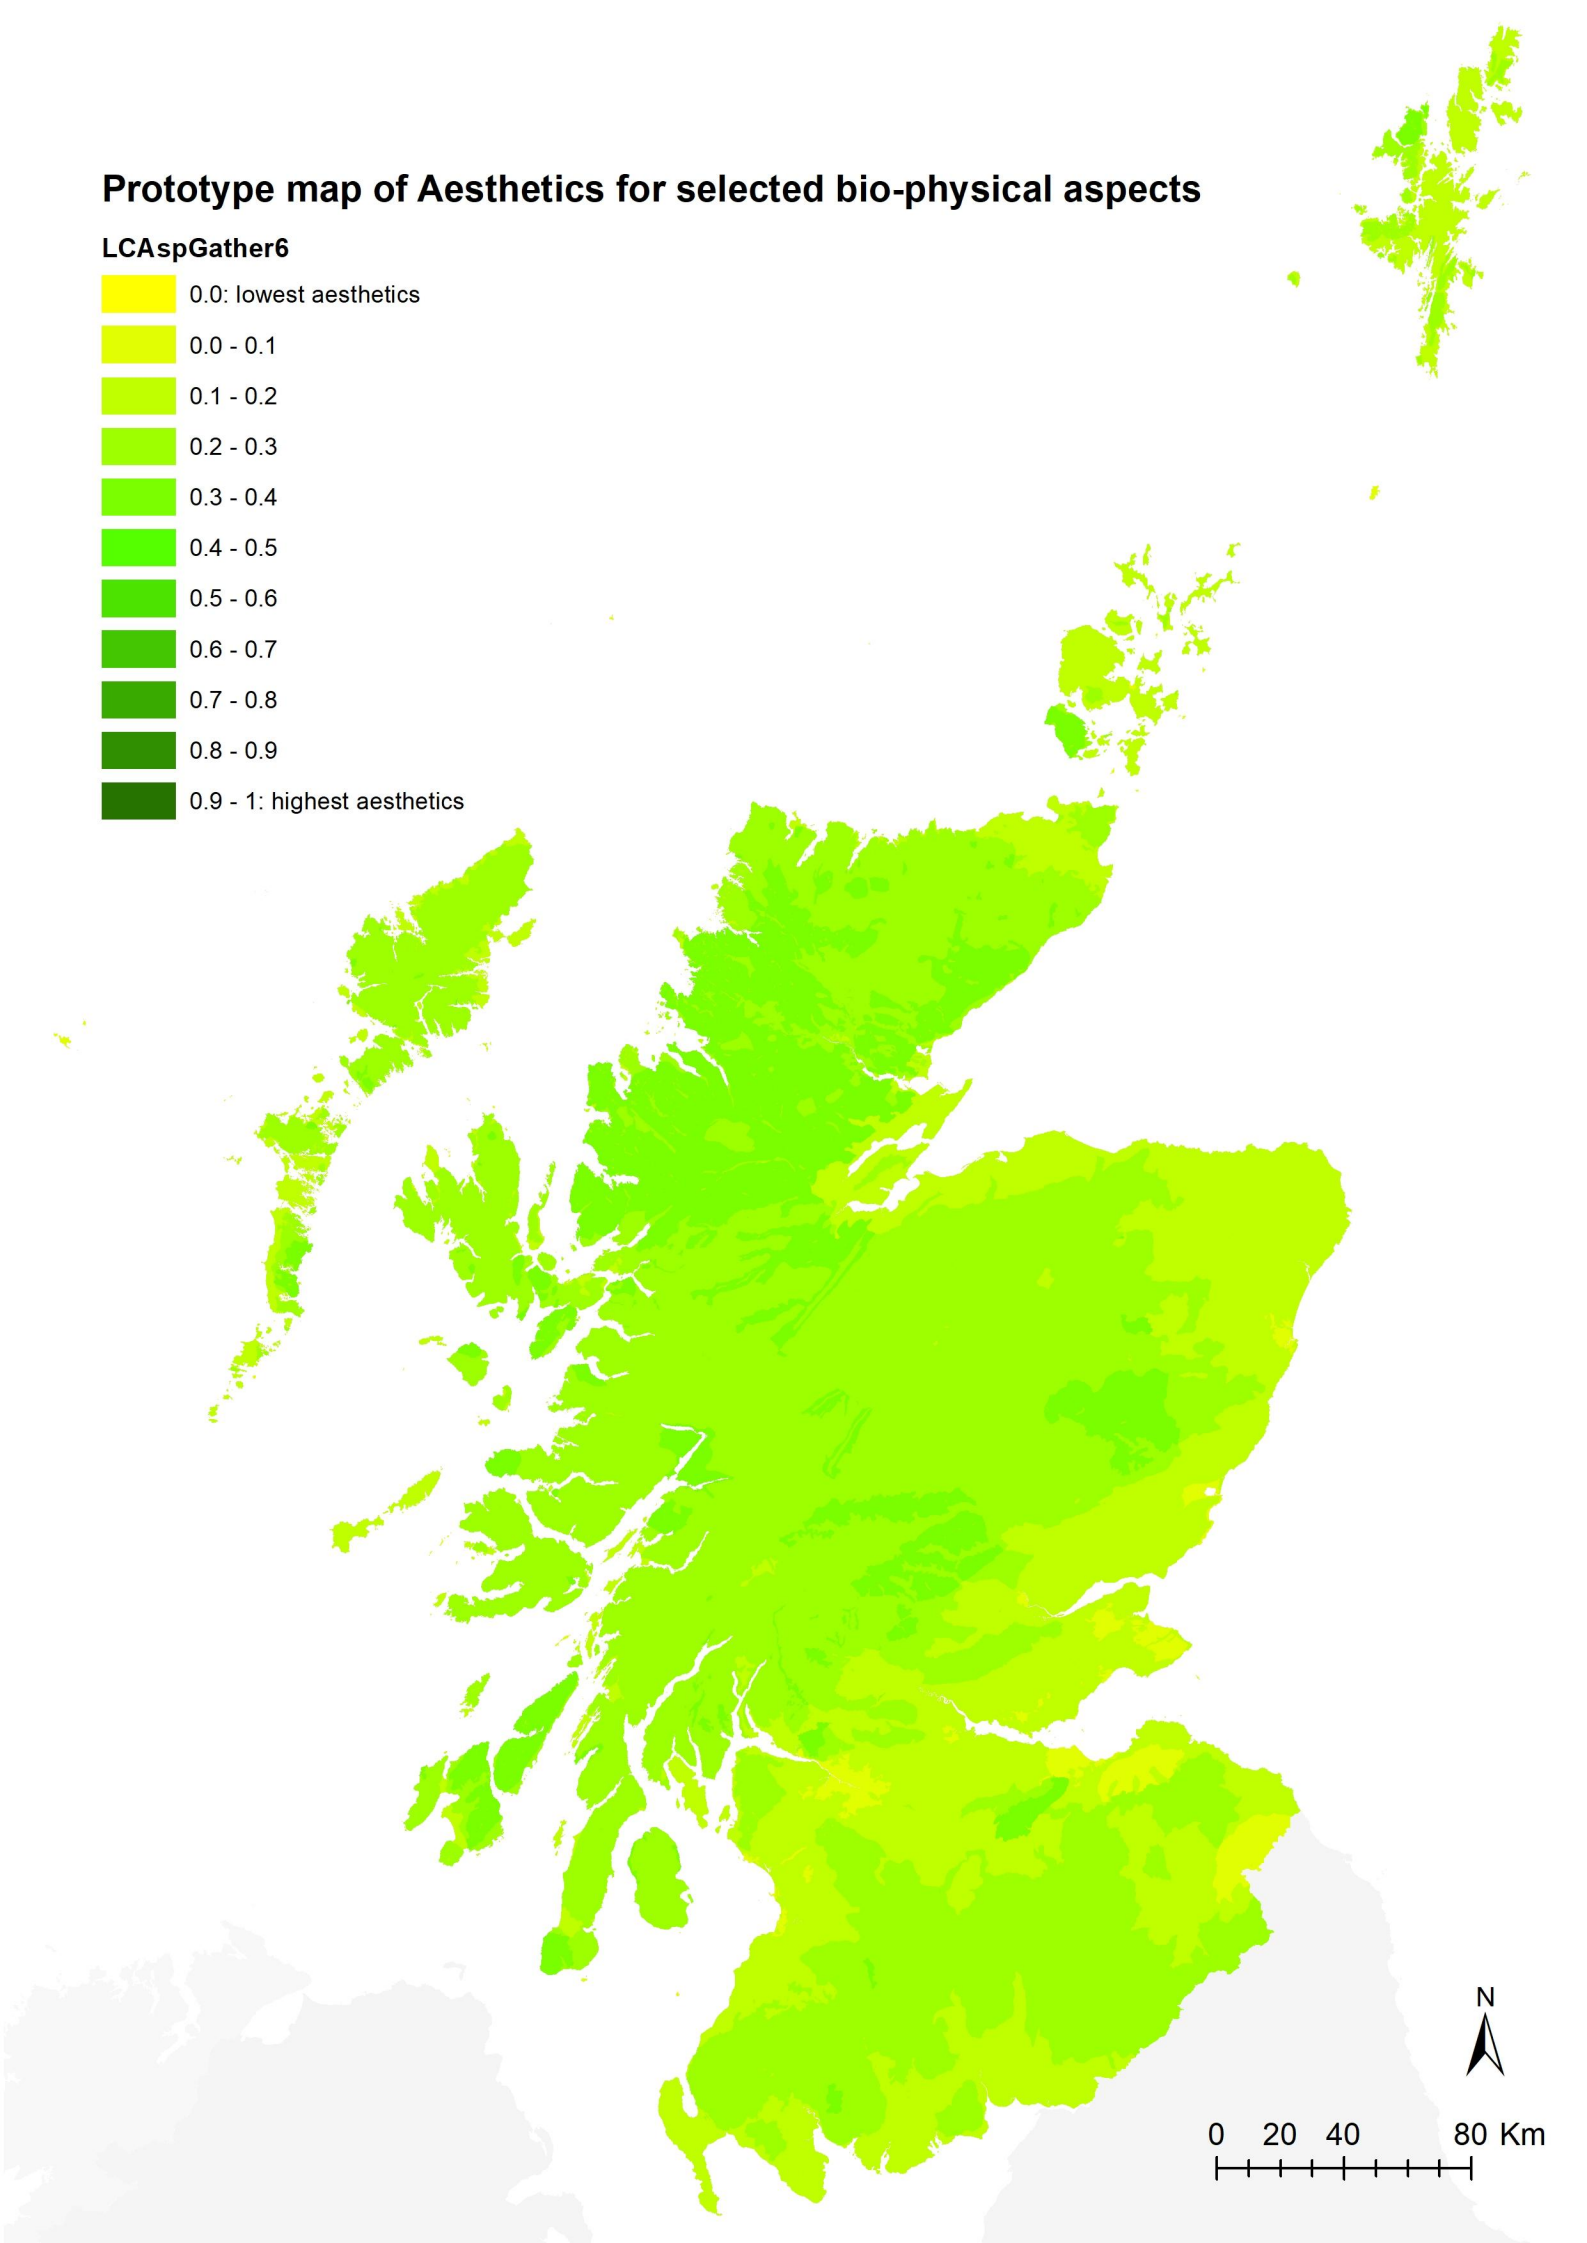 Prototype map of Aesthetics for selected bio-physical aspects
LCAspGather6
0.0: lowest aesthetics
0.0 - 0.1
0.1 - 0.2
0.2 - 0.3
0.3 - 0.4
0.4 - 0.5
0.5 - 0.6
0.6 - 0.7
0.7 - 0.8
0.8 - 0.9
0.9 - 1: highest aesthetics
N
0 20 40 80 Km